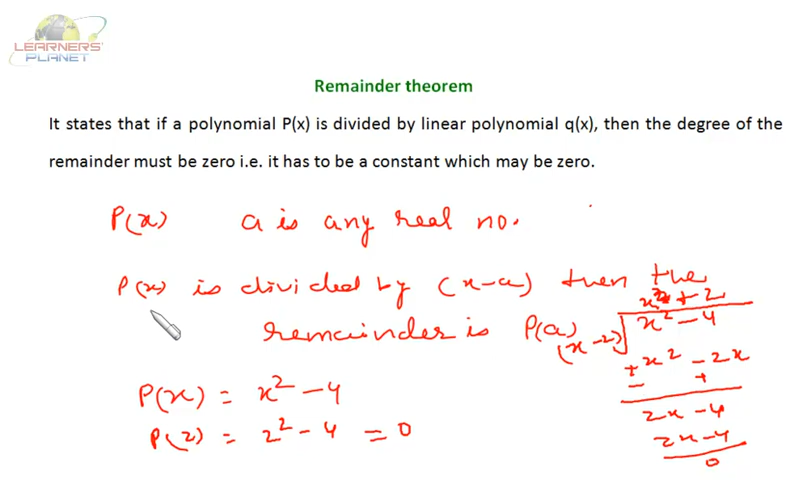 LEARNERS'
PLANET
Remainder theorem
It states that if a polynomial P(x) is divided by linear polynomial q(x), then the degree of the
remainder must be zero i.e. it has to be a constant which may be zero.
P(x) a is any real no.
P(x) is divided by (x-a) then the
remainder is P(a)
P(x) = x² - 4
P(2) = 2² - 4 = 0
+ 2
(x-2) x² - 4
x² - 2x
- +
2x - 4
2x - 4
0